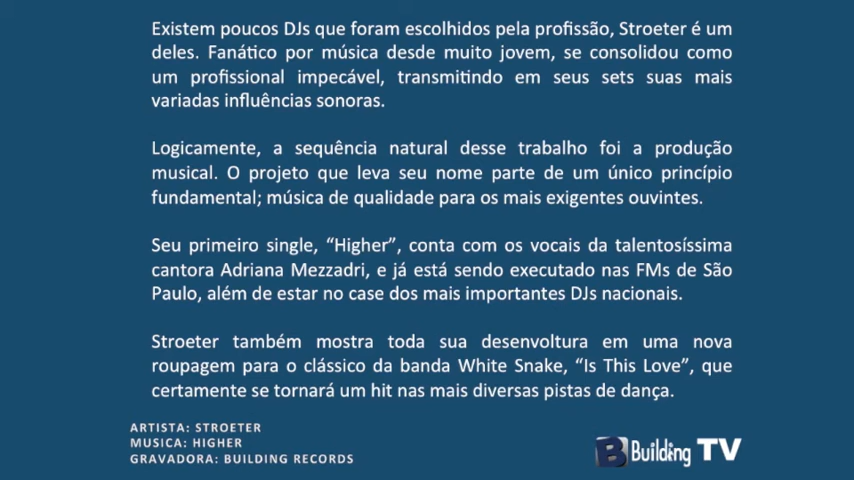 Existem poucos DJs que foram escolhidos pela profissão, Stroeter é um
deles. Fanático por música desde muito jovem, se consolidou como
um profissional impecável, transmitindo em seus sets suas mais
variadas influências sonoras.
Logicamente, a sequência natural desse trabalho foi a produção
musical. O projeto que leva seu nome parte de um único princípio
fundamental; música de qualidade para os mais exigentes ouvintes.
Seu primeiro single, “Higher”, conta com os vocais da talentosíssima
cantora Adriana Mezzadri, e já está sendo executado nas FMs de São
Paulo, além de estar no case dos mais importantes DJs nacionais.
Stroeter também mostra toda sua desenvoltura em uma nova
roupagem para o clássico da banda White Snake, “Is This Love”, que
certamente se tornará um hit nas mais diversas pistas de dança.
ARTISTA: STROETER
MUSICA: HIGHER
GRAVADORA: BUILDING RECORDS
B Building TV